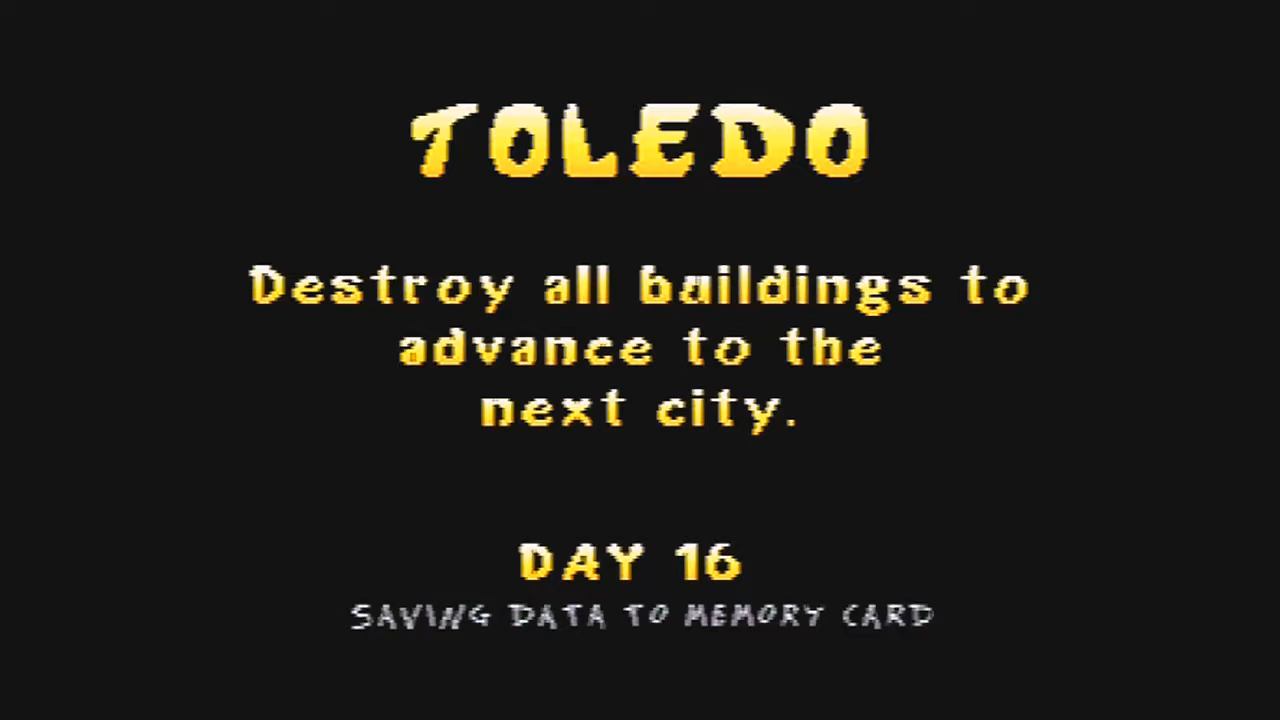 TOLEDO
Destroy all buildings to
advance to the
next city.
DAY 16
SAVING DATA TO MEMORY CARD